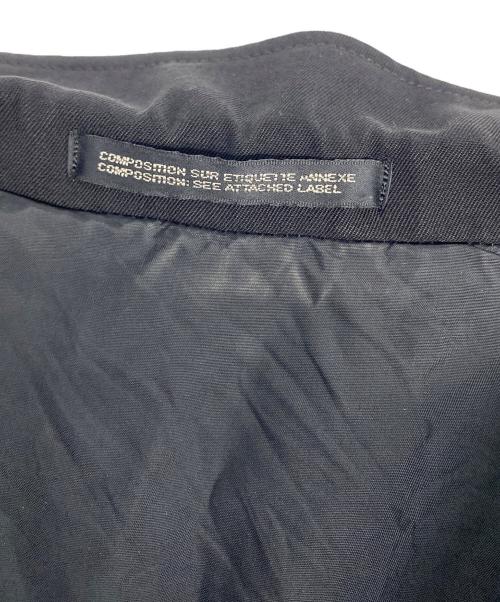 COMPOSITION SUR ETIQUETTE ANNEXE
COMPOSITION: SEE ATTACHED LABEL